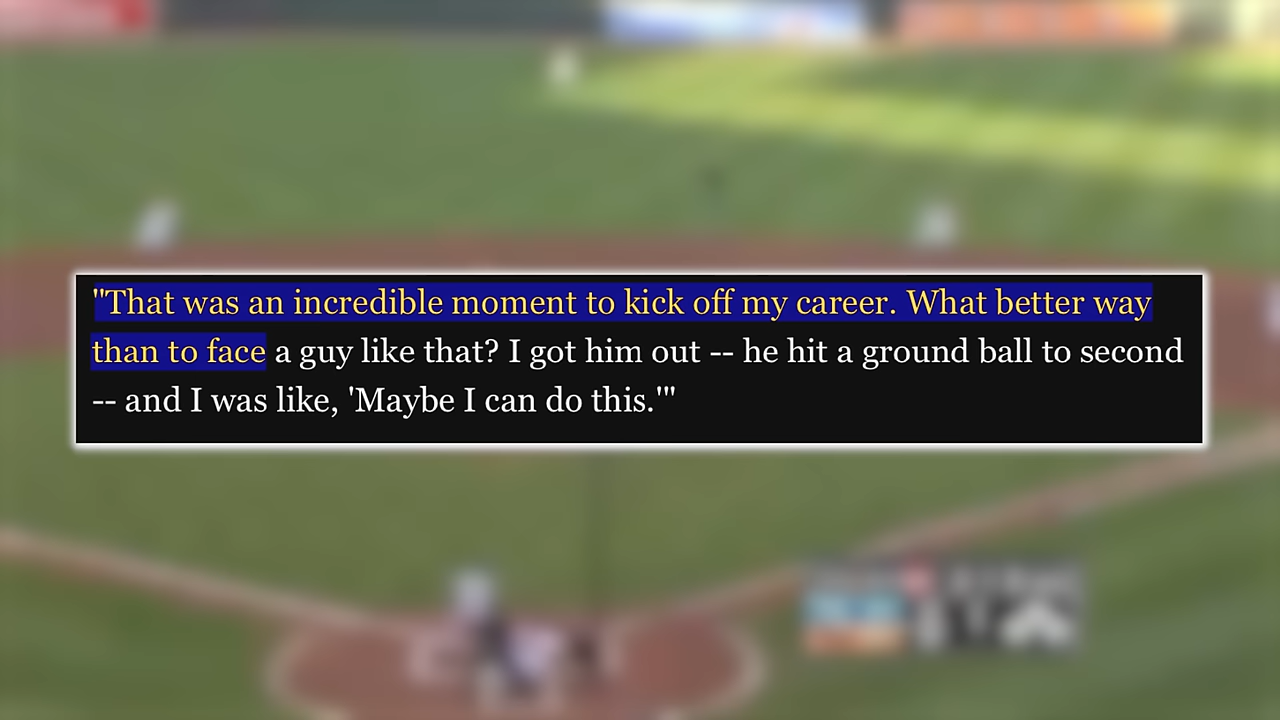 "That was an incredible moment to kick off my career. What better way
than to face a guy like that? I got him out -- he hit a ground ball to second
-- and I was like, 'Maybe I can do this.'"